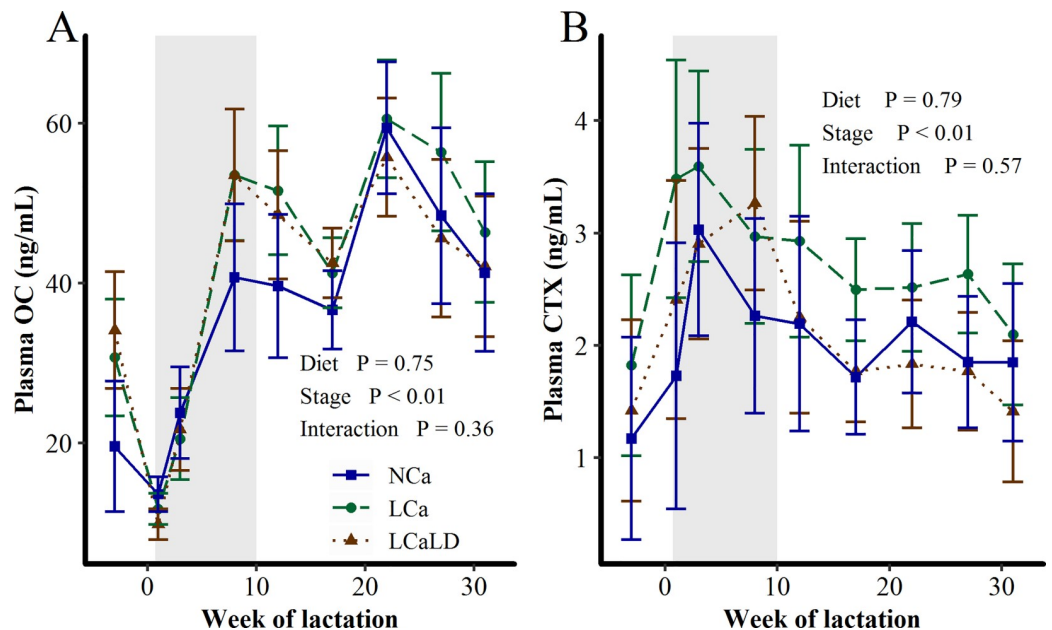 A
Plasma OC (ng/mL)
60
40
20
Diet P = 0.75
Stage P < 0.01
Interaction P = 0.36
NCa
LCa
LCaLD
0 10 20 30
Week of lactation
B
Plasma CTX (ng/mL)
4
3
2
1
Diet P = 0.79
Stage P < 0.01
Interaction P = 0.57
0 10 20 30
Week of lactation